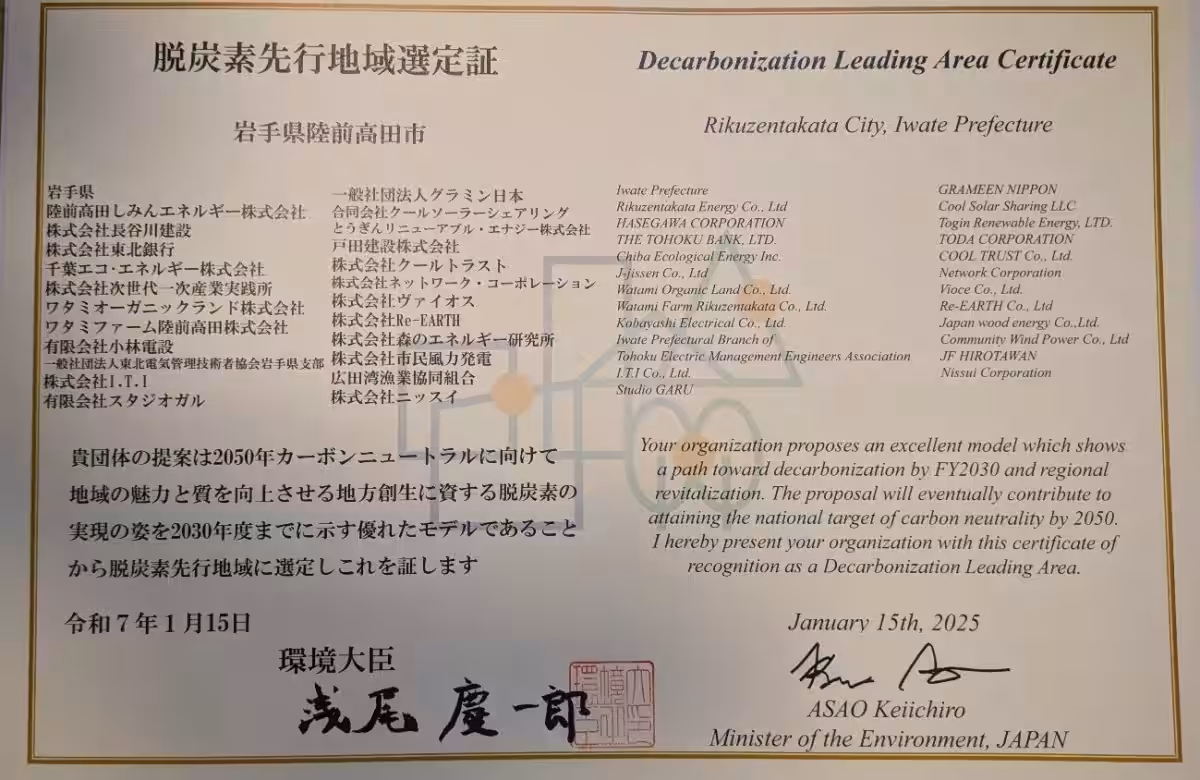 脱炭素先行地域選定証
岩手県陸前高田市
岩手県
陸前高田しみんエネルギー株式会社
株式会社長谷川建設
株式会社東北銀行
千葉エコ・エネルギー株式会社
株式会社次世代一次産業実践所
ワタミオーガニックランド株式会社
ワタミファーム陸前高田株式会社
有限会社小林電設
一般社団法人東北電気管理技術者協会岩手県支部
株式会社I.T.I
有限会社スタジオガル
一般社団法人グラミン日本
合同会社クールソーラーシェアリング
とうぎんリニューアブル・エナジー株式会社
戸田建設株式会社
株式会社クールトラスト
株式会社ネットワーク・コーポレーション
株式会社ヴァイオス
株式会社Re-EARTH
株式会社森のエネルギー研究所
株式会社市民風力発電
広田湾漁業協同組合
株式会社ニッスイ
貴団体の提案は2050年カーボンニュートラルに向けて
地域の魅力と質を向上させる地方創生に資する脱炭素の
実現の姿を2030年度までに示す優れたモデルであること
から脱炭素先行地域に選定しこれを証します
令和7年1月15日
環境大臣
浅尾 慶一郎
Decarbonization Leading Area Certificate
Rikuzentakata City, Iwate Prefecture
Iwate Prefecture
Rikuzentakata Energy Co., Ltd
HASEGAWA CORPORATION
THE TOHOKU BANK, LTD.
Chiba Ecological Energy Inc.
J-jissen Co., Ltd
Watami Organic Land Co., Ltd.
Watami Farm Rikuzentakata Co., Ltd.
Kobayashi Electrical Co., Ltd.
Iwate Prefectural Branch of
Tohoku Electric Management Engineers Association
I.T.I Co., Ltd.
Studio GARU
GRAMEEN NIPPON
Cool Solar Sharing LLC
Togin Renewable Energy, LTD.
TODA CORPORATION
COOL TRUST Co., Ltd.
Network Corporation
Vioce Co., Ltd.
Re-EARTH Co., Ltd
Japan wood energy Co.,Ltd.
Community Wind Power Co., Ltd
JF HIROTAWAN
Nissui Corporation
Your organization proposes an excellent model which shows
a path toward decarbonization by FY2030 and regional
revitalization. The proposal will eventually contribute to
attaining the national target of carbon neutrality by 2050.
I hereby present your organization with this certificate of
recognition as a Decarbonization Leading Area.
January 15th, 2025
ASAO Keiichiro
Minister of the Environment, JAPAN